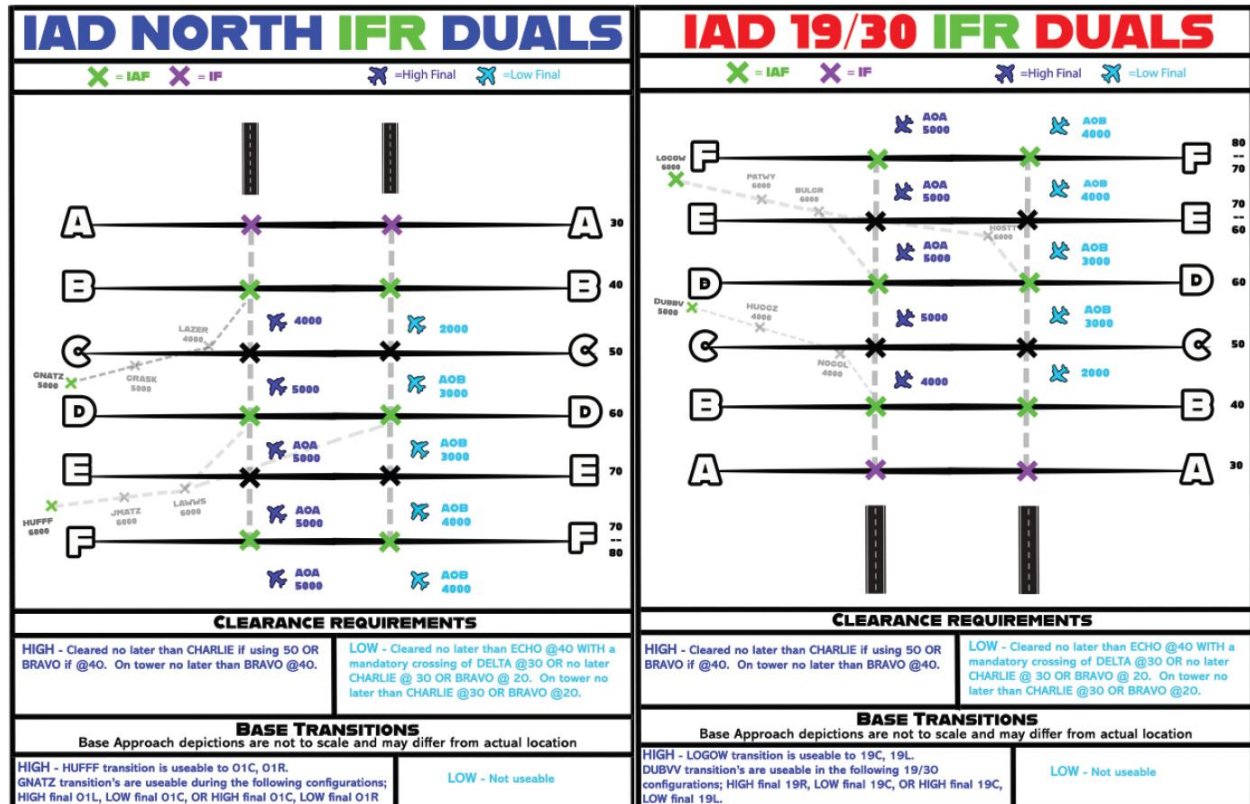 IAD NORTH IFR DUALS
= IAF = IF =High Final =Low Final
A A 30
B B 40
LAZER
4000
4000 2000
C C 50
GNATZ
5000
GRASK
5000
5000 AOB
3000
D D 60
AOA
5000
AOB
3000
E E 70
HUFFF
6000
JMATZ
6000
LAWWS
6000
AOA
5000
AOB
4000
F F 70
--
80
AOA
5000
AOB
4000
CLEARANCE REQUIREMENTS
HIGH - Cleared no later than CHARLIE if using 50 OR
BRAVO if @40. On tower no later than BRAVO @40.
LOW - Cleared no later than ECHO @40 WITH a
mandatory crossing of DELTA @30 OR no later
CHARLIE @ 30 OR BRAVO @ 20. On tower no
later than CHARLIE @30 OR BRAVO @20.
BASE TRANSITIONS
Base Approach depictions are not to scale and may differ from actual location
HIGH - HUFFF transition is useable to 01C, 01R.
GNATZ transition's are useable during the following configurations;
HIGH final 01L, LOW final 01C, OR HIGH final 01C, LOW final 01R
LOW - Not useable
IAD 19/30 IFR DUALS
= IAF = IF =High Final =Low Final
AOA
5000
AOB
4000
F F 80
--
70
LOGOW
6000
PATWY
6000
BULGR
6000
AOA
5000
AOB
4000
E E 70
--
60
HOSTT
6000
AOA
5000
AOB
3000
D D 60
DUBBV
5000
HUGGZ
4000
5000 AOB
3000
C C 50
NOGGL
4000
4000 2000
B B 40
A A 30
CLEARANCE REQUIREMENTS
HIGH - Cleared no later than CHARLIE if using 50 OR
BRAVO if @40. On tower no later than BRAVO @40.
LOW - Cleared no later than ECHO @40 WITH a
mandatory crossing of DELTA @30 OR no later
CHARLIE @ 30 OR BRAVO @ 20. On tower no
later than CHARLIE @30 OR BRAVO @20.
BASE TRANSITIONS
Base Approach depictions are not to scale and may differ from actual location
HIGH - LOGOW transition is useable to 19C, 19L.
DUBVV transition's are useable in the following 19/30
configurations; HIGH final 19R, LOW final 19C, OR HIGH final 19C,
LOW final 19L.
LOW - Not useable